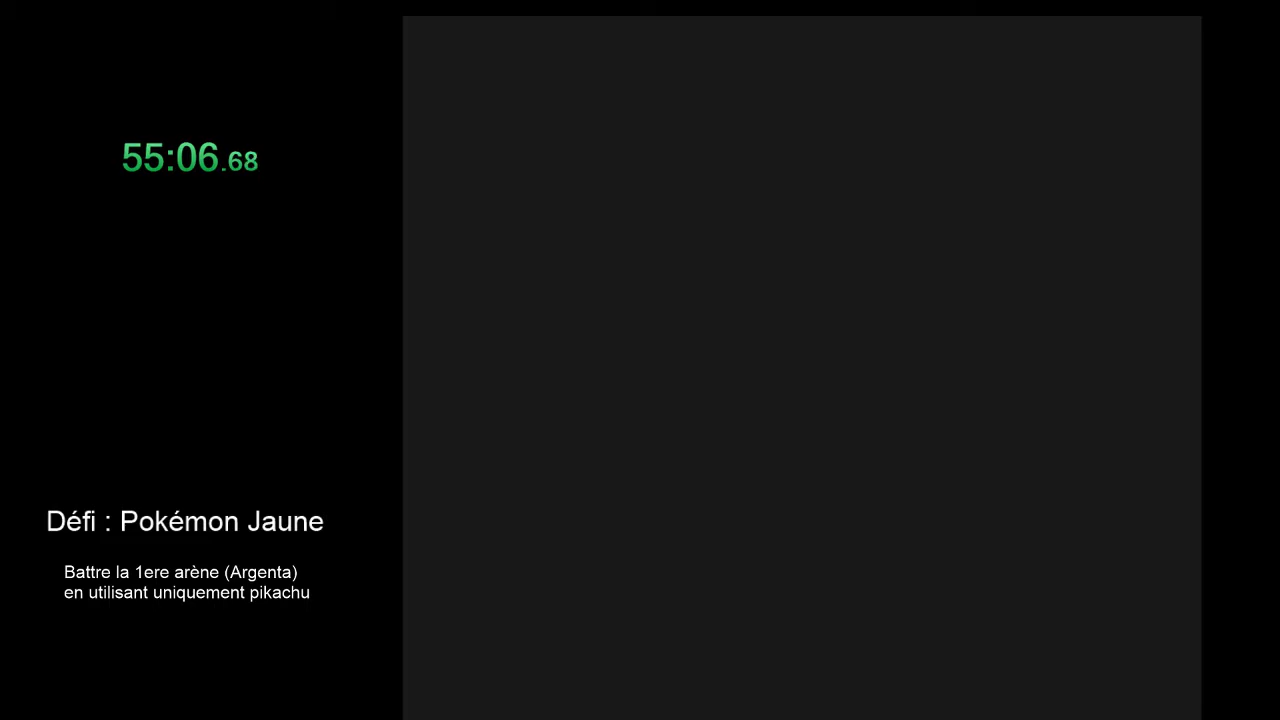 55:06.68
Défi : Pokémon Jaune
Battre la 1ere arène (Argenta)
en utilisant uniquement pikachu